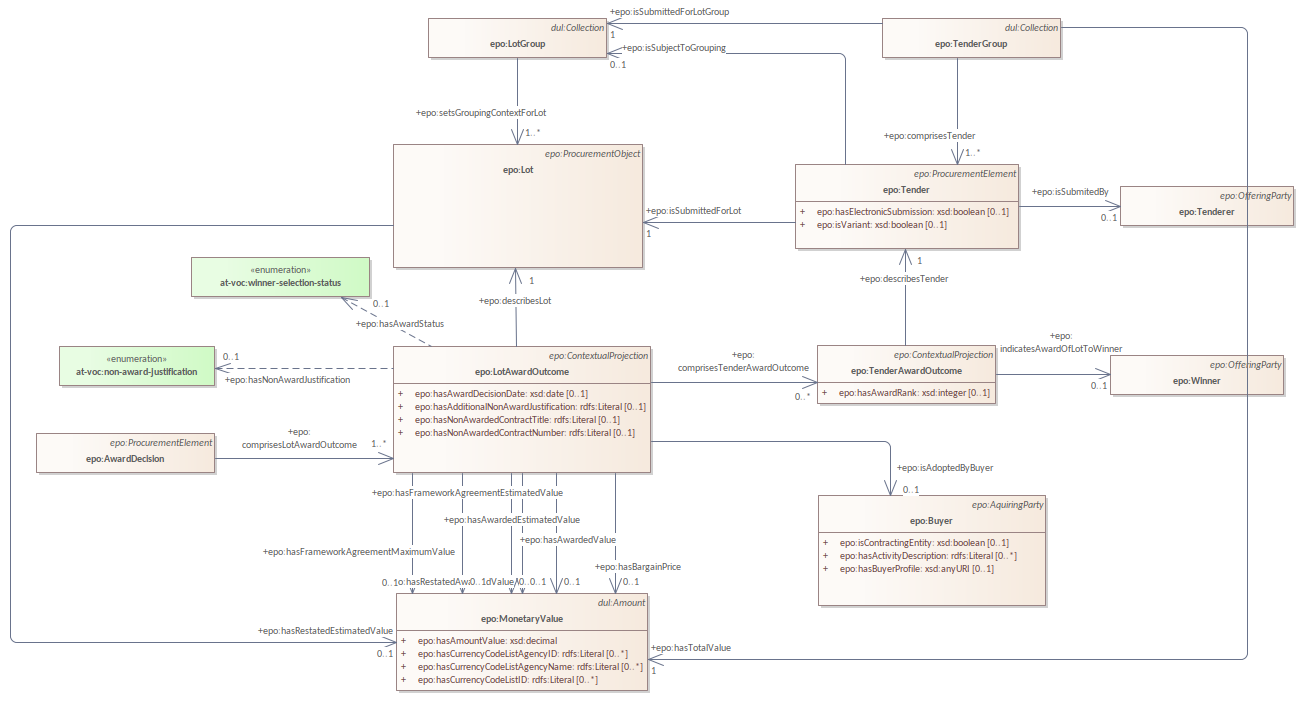 +epo:isSubmittedForLotGroup
dul:Collection
epo:LotGroup
1
dul:Collection
epo:TenderGroup
+epo:isSubjectToGrouping
0..1
+epo:setsGroupingContextForLot
1..*
+epo:comprisesTender
1..*
epo:ProcurementObject
epo:Lot
epo:ProcurementElement
epo:Tender
+ epo:hasElectronicSubmission: xsd:boolean [0..1]
+ epo:isVariant: xsd:boolean [0..1]
+epo:isSubmitedBy
0..1
epo:OfferingParty
epo:Tenderer
+epo:isSubmittedForLot
1
«enumeration»
at-voc:winner-selection-status
0..1
+epo:hasAwardStatus
1
+epo:describesLot
1
+epo:describesTender
«enumeration»
at-voc:non-award-justification
0..1
+epo:hasNonAwardJustification
epo:ContextualProjection
epo:LotAwardOutcome
+ epo:hasAwardDecisionDate: xsd:date [0..1]
+ epo:hasAdditionalNonAwardJustification: rdfs:Literal [0..1]
+ epo:hasNonAwardedContractTitle: rdfs:Literal [0..1]
+ epo:hasNonAwardedContractNumber: rdfs:Literal [0..1]
+epo:
comprisesTenderAwardOutcome
0..*
epo:ContextualProjection
epo:TenderAwardOutcome
+ epo:hasAwardRank: xsd:integer [0..1]
+epo:
indicatesAwardOfLotToWinner
0..1
epo:OfferingParty
epo:Winner
epo:ProcurementElement
epo:AwardDecision
+epo:
comprisesLotAwardOutcome
1..*
+epo:isAdoptedByBuyer
0..1
epo:AquiringParty
epo:Buyer
+ epo:isContractingEntity: xsd:boolean [0..1]
+ epo:hasActivityDescription: rdfs:Literal [0..*]
+ epo:hasBuyerProfile: xsd:anyURI [0..1]
+epo:hasFrameworkAgreementEstimatedValue
+epo:hasAwardedEstimatedValue
+epo:hasAwardedValue
+epo:hasFrameworkAgreementMaximumValue
+epo:hasBargainPrice
0..1
0..1
0..1
0..1
dul:Amount
epo:MonetaryValue
+ epo:hasAmountValue: xsd:decimal
+ epo:hasCurrencyCodeListAgencyID: rdfs:Literal [0..*]
+ epo:hasCurrencyCodeListAgencyName: rdfs:Literal [0..*]
+ epo:hasCurrencyCodeListID: rdfs:Literal [0..*]
+epo:hasRestatedEstimatedValue
0..1
+epo:hasTotalValue
1